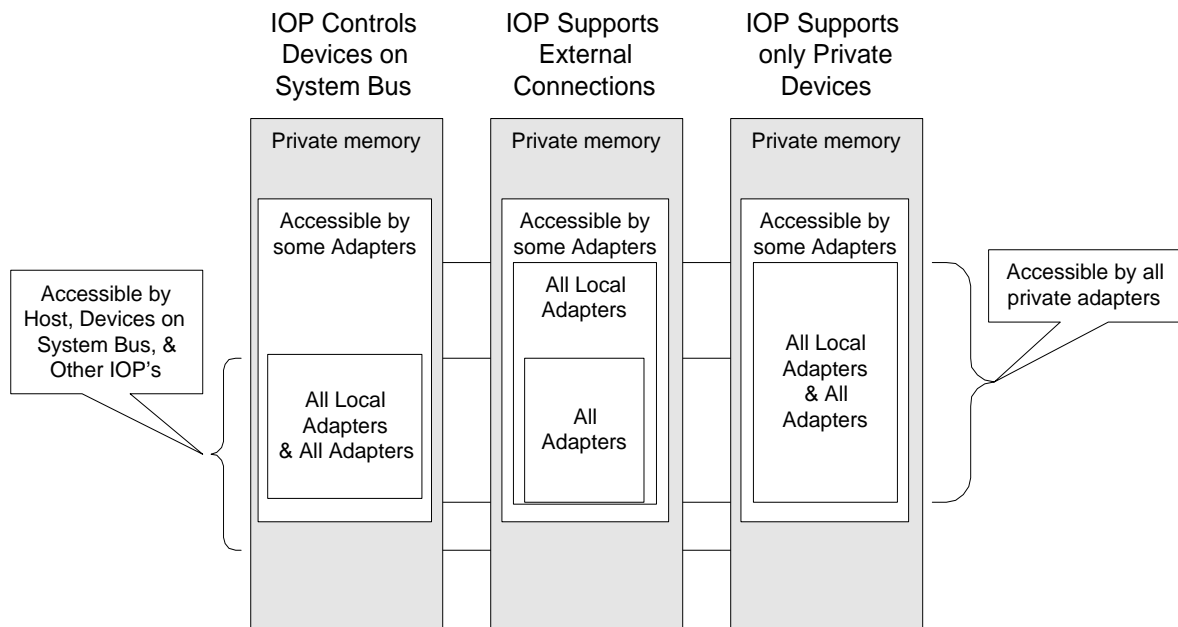 IOP Controls
Devices on
System Bus
IOP Supports
External
Connections
IOP Supports
only Private
Devices
Private memory
Private memory
Private memory
Accessible by
some Adapters
Accessible by
some Adapters
Accessible by
some Adapters
Accessible by
Host, Devices on
System Bus, &
Other IOP's
All Local
Adapters
& All Adapters
All Local
Adapters
All
Adapters
All Local
Adapters
& All
Adapters
Accessible by all
private adapters